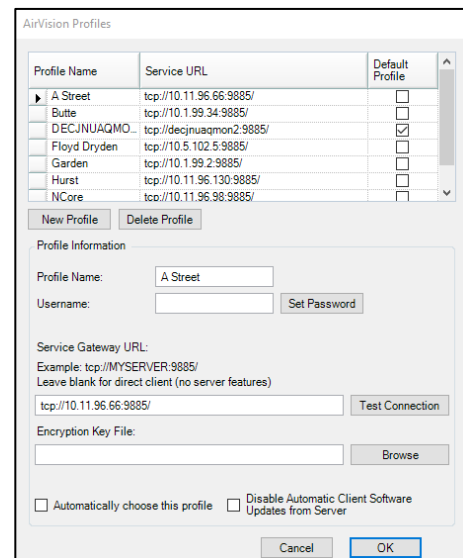 AirVision Profiles
Profile Name Service URL Default Profile
A Street tcp://10.11.96.66:9885/
Butte tcp://10.1.99.34:9885/
DECJNUAQMO... tcp://decjnuaqmon2:9885/
Floyd Dryden tcp://10.5.102.5:9885/
Garden tcp://10.1.99.2:9885/
Hurst tcp://10.11.96.130:9885/
NCore tcp://10.11.96.98:9885/
New Profile Delete Profile
Profile Information
Profile Name: A Street
Username: Set Password
Service Gateway URL:
Example: tcp://MYSERVER:9885/
Leave blank for direct client (no server features)
tcp://10.11.96.66:9885/ Test Connection
Encryption Key File:
Browse
Automatically choose this profile Disable Automatic Client Software
Updates from Server
Cancel OK